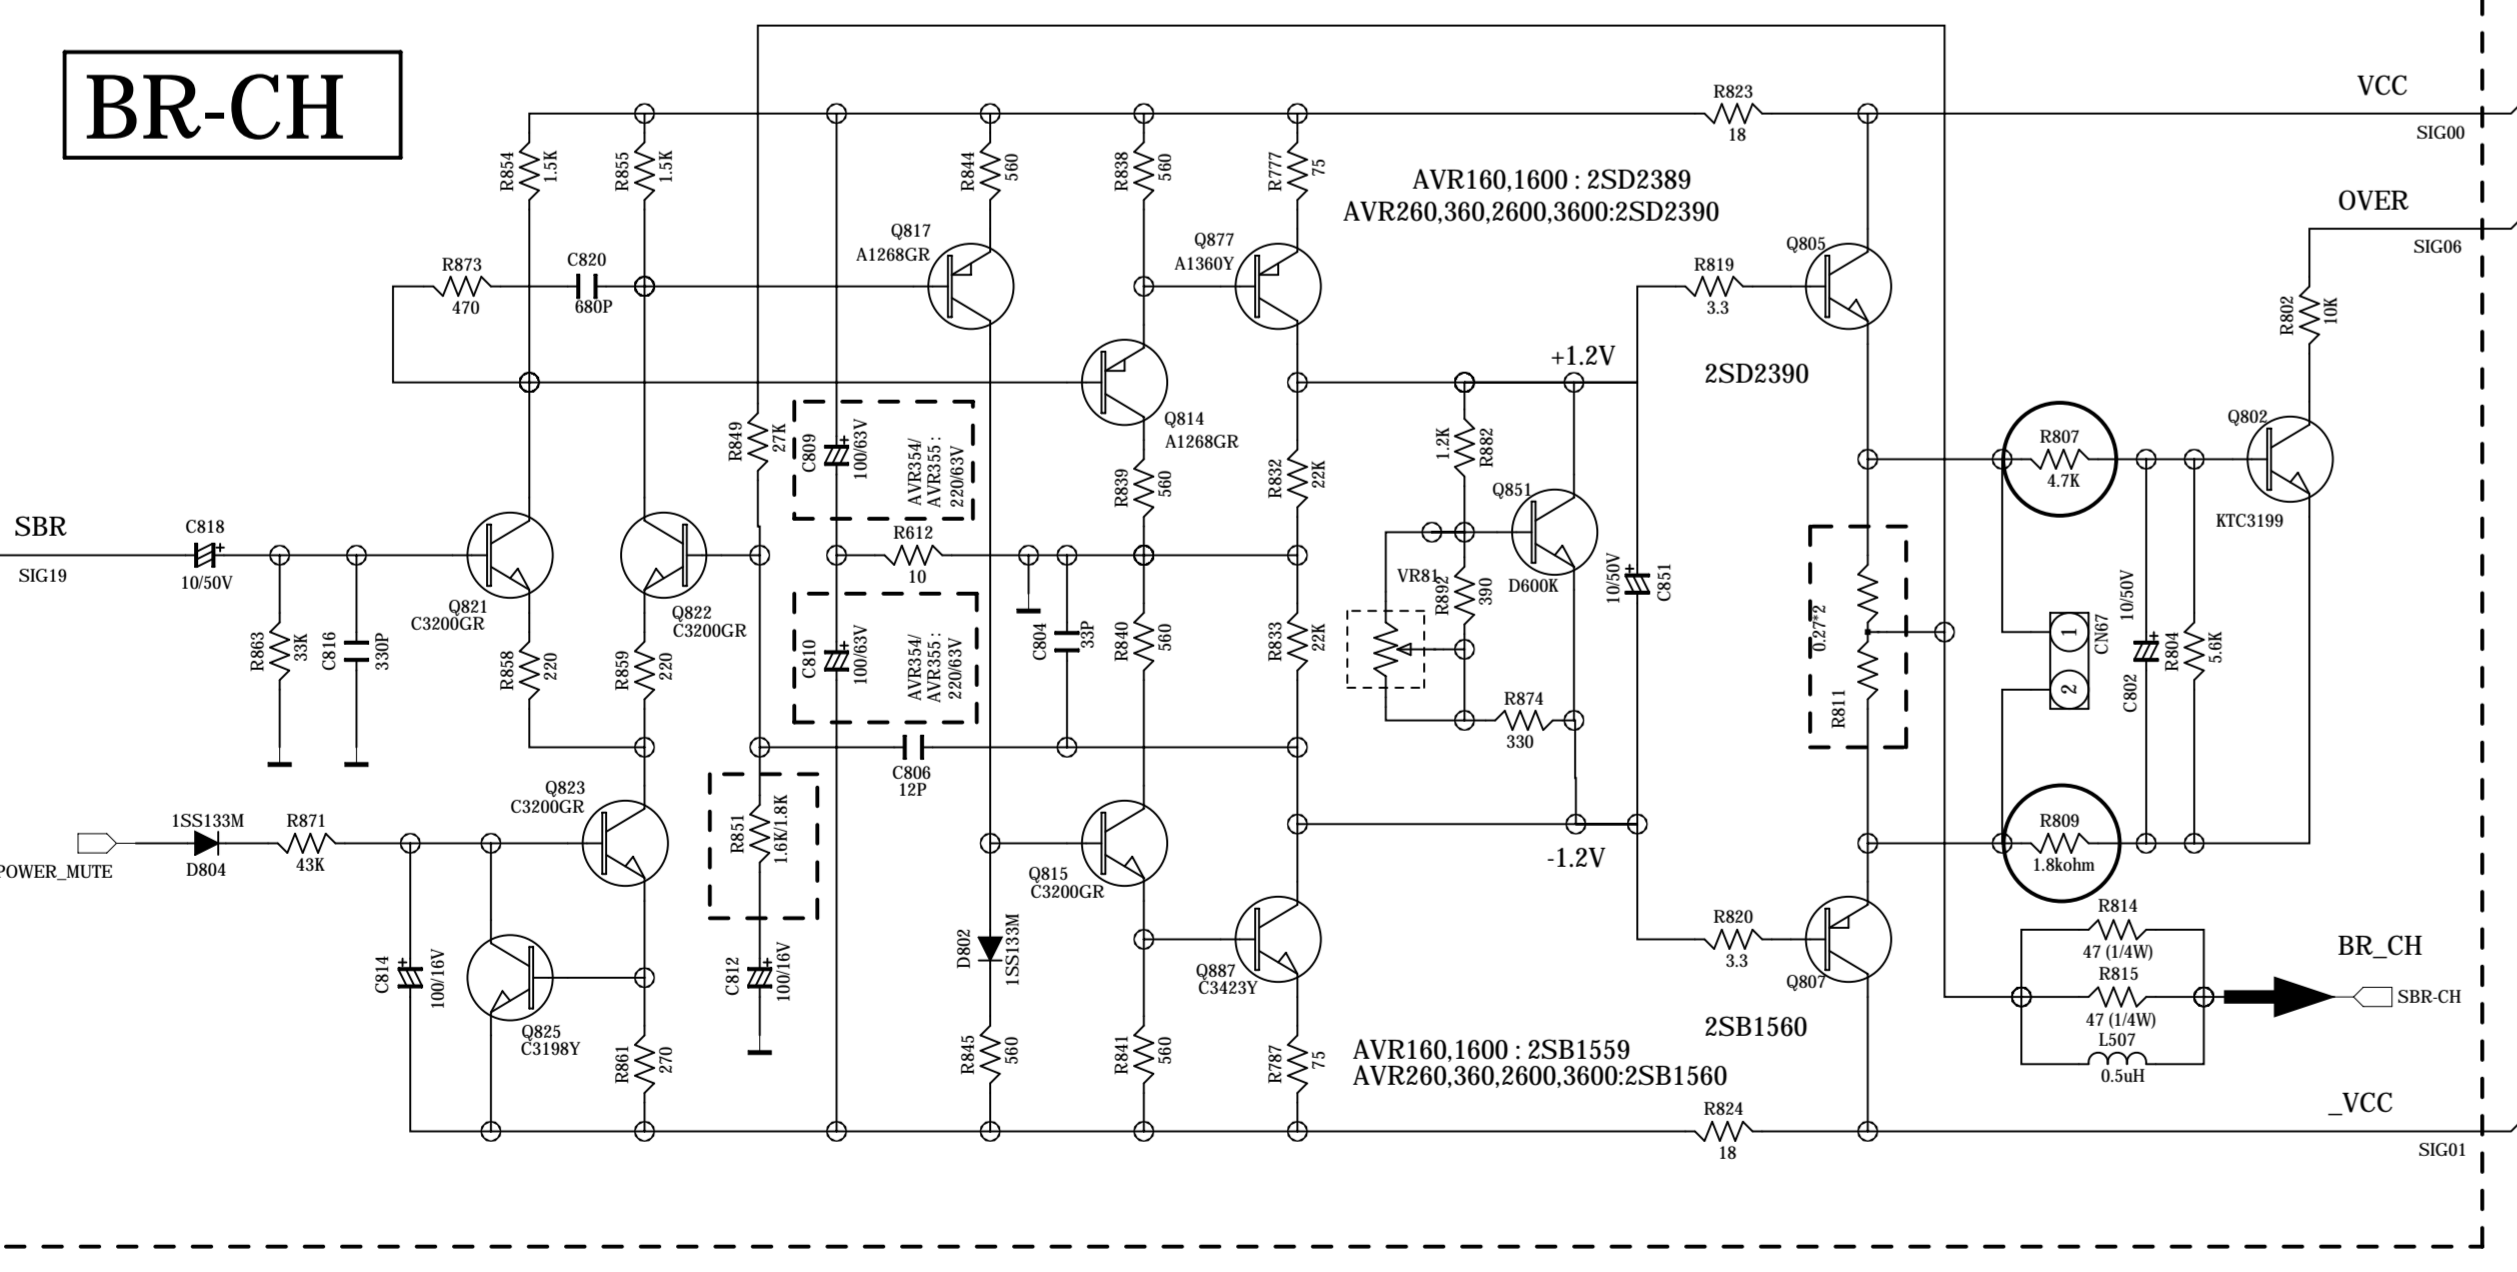 BR-CH
VCC
SIG00
OVER
SIG06
R823
18
R854
1.5K
R855
1.5K
R844
560
R838
560
R777
75
AVR160,1600 : 2SD2389
AVR260,360,2600,3600:2SD2390
Q817
A1268GR
Q877
A1360Y
Q805
R873
470
C820
680P
R819
3.3
R802
10K
+1.2V
2SD2390
Q814
A1268GR
R849
27K
C809
100/63V
AVR354/
AVR355 :
220/63V
R839
560
R832
22K
1.2K
R882
Q851
D600K
R807
4.7K
Q802
KTC3199
SBR
SIG19
C818
10/50V
R612
10
Q821
C3200GR
Q822
C3200GR
R863
33K
C816
330P
R858
220
R859
220
C810
100/63V
AVR354/
AVR355 :
220/63V
C804
33P
R840
560
R833
22K
VR81
R892
390
10/50V
C851
0.27*2
R811
1
2
CN67
10/50V
C802
R804
5.6K
R874
330
C806
12P
Q823
C3200GR
R851
1.6K/1.8K
POWER_MUTE
1SS133M
D804
R871
43K
-1.2V
R809
1.8kohm
Q815
C3200GR
D802
1SS133M
Q887
C3423Y
R820
3.3
Q807
R814
47 (1/4W)
R815
47 (1/4W)
L507
0.5uH
BR_CH
SBR-CH
C814
100/16V
Q825
C3198Y
C812
100/16V
R861
270
R845
560
R841
560
R787
75
2SB1560
AVR160,1600 : 2SB1559
AVR260,360,2600,3600:2SB1560
R824
18
_VCC
SIG01